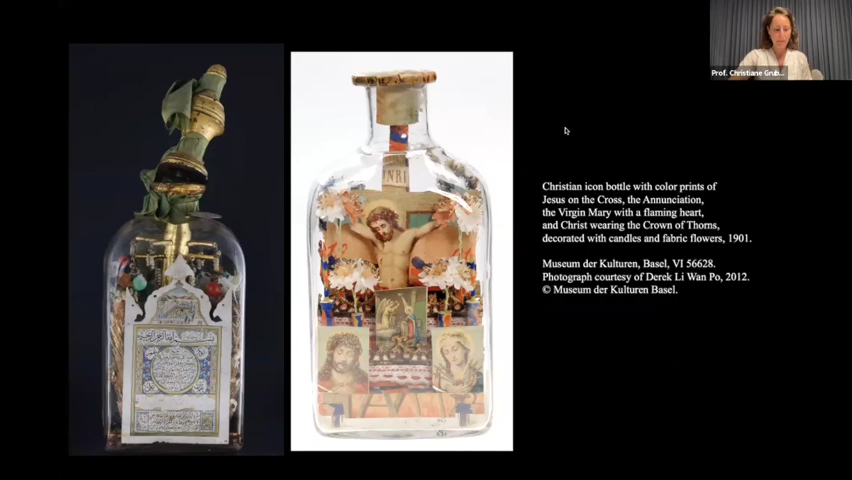 Prof. Christiane Grub...
INRI
Christian icon bottle with color prints of
Jesus on the Cross, the Annunciation,
the Virgin Mary with a flaming heart,
and Christ wearing the Crown of Thorns,
decorated with candles and fabric flowers, 1901.
Museum der Kulturen, Basel, VI 56628.
Photograph courtesy of Derek Li Wan Po, 2012.
© Museum der Kulturen Basel.